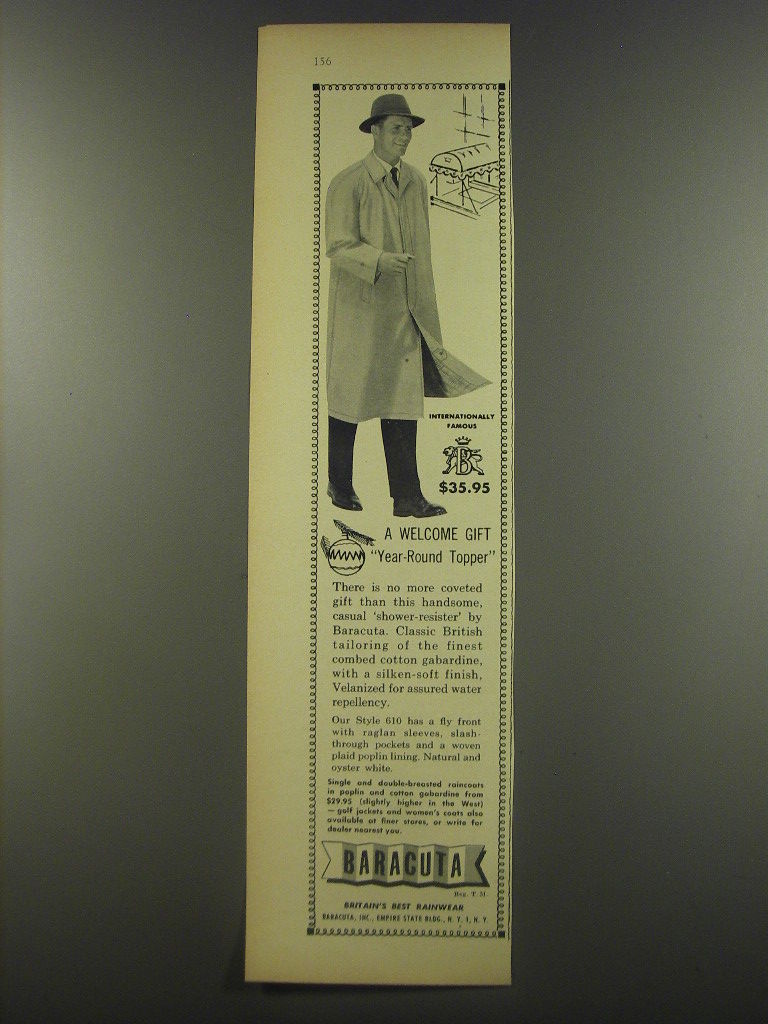 156
INTERNATIONALLY
FAMOUS
B
$35.95
A WELCOME GIFT
"Year-Round Topper"
There is no more coveted
gift than this handsome,
casual 'shower-resister' by
Baracuta. Classic British
tailoring of the finest
combed cotton gabardine,
with a silken-soft finish,
Velanized for assured water
repellency.
Our Style 610 has a fly front
with raglan sleeves, slash-
through pockets and a woven
plaid poplin lining. Natural and
oyster white.
Single and double-breasted raincoats
in poplin and cotton gabardine from
$29.95 (slightly higher in the West)
— golf jackets and women's coats also
available at finer stores, or write for
dealer nearest you.
BARACUTA
Reg. T. M.
BRITAIN'S BEST RAINWEAR
BARACUTA, INC., EMPIRE STATE BLDG., N. Y. 1, N. Y.